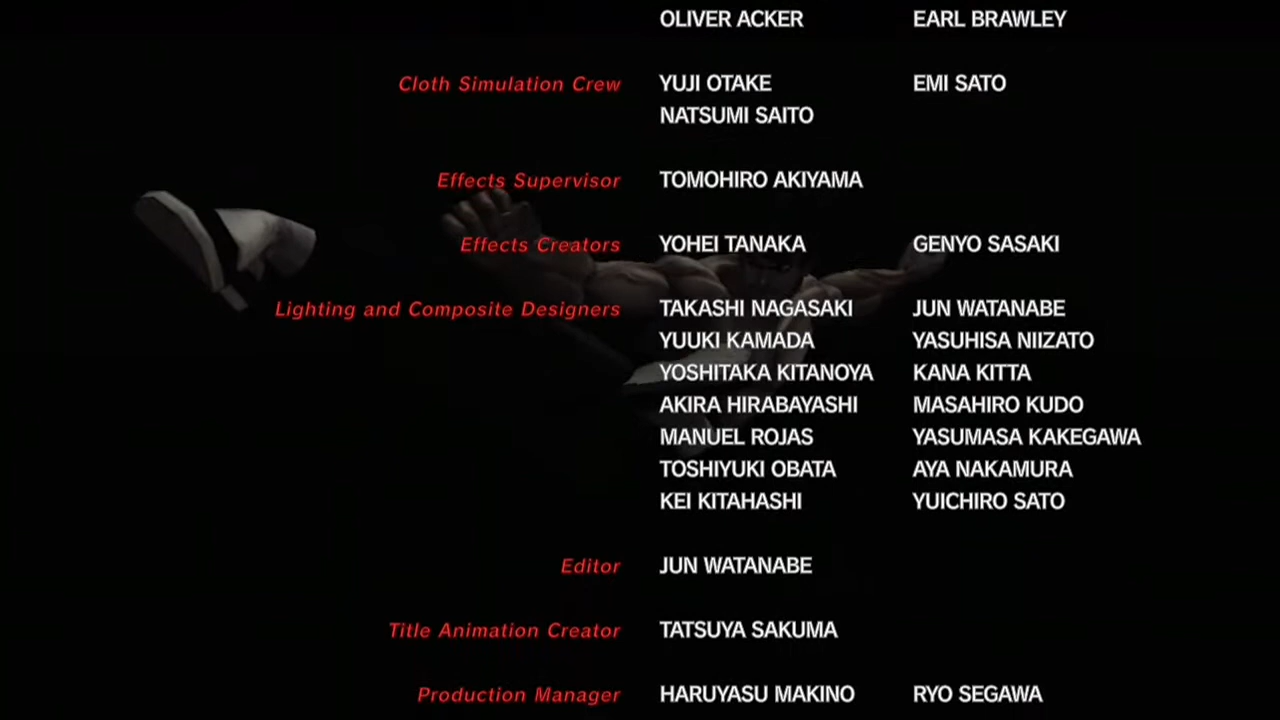 OLIVER ACKER EARL BRAWLEY
Cloth Simulation Crew YUJI OTAKE EMI SATO
NATSUMI SAITO
Effects Supervisor TOMOHIRO AKIYAMA
Effects Creators YOHEI TANAKA GENYO SASAKI
Lighting and Composite Designers TAKASHI NAGASAKI JUN WATANABE
YUUKI KAMADA YASUHISA NIIZATO
YOSHITAKA KITANOYA KANA KITTA
AKIRA HIRABAYASHI MASAHIRO KUDO
MANUEL ROJAS YASUMASA KAKEGAWA
TOSHIYUKI OBATA AYA NAKAMURA
KEI KITAHASHI YUICHIRO SATO
Editor JUN WATANABE
Title Animation Creator TATSUYA SAKUMA
Production Manager HARUYASU MAKINO RYO SEGAWA